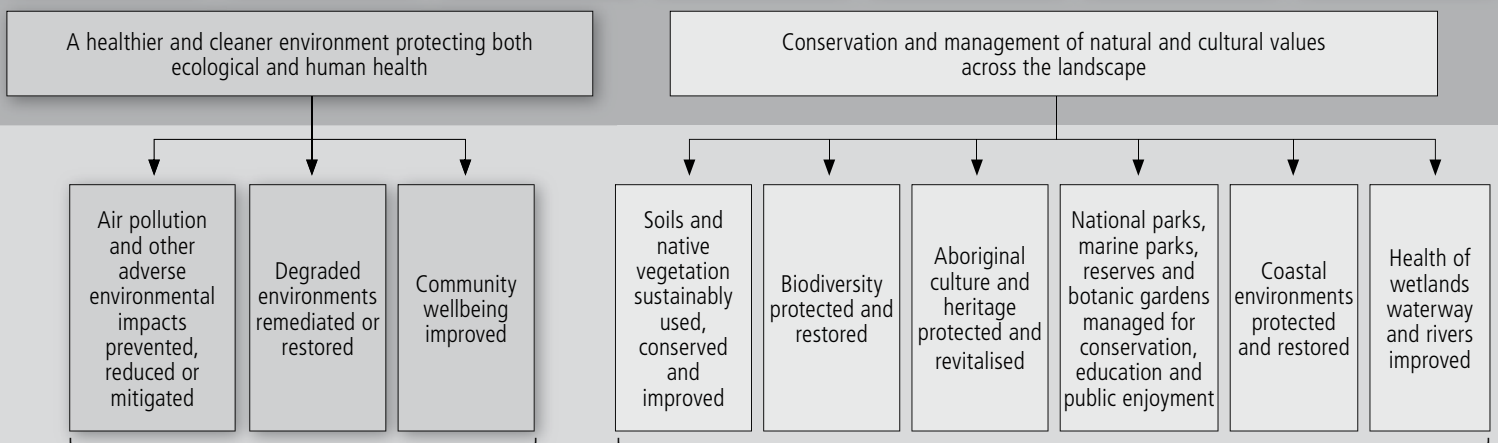 A healthier and cleaner environment protecting both
ecological and human health
Conservation and management of natural and cultural values
across the landscape
Air pollution
and other
adverse
environmental
impacts
prevented,
reduced or
mitigated
Degraded
environments
remediated or
restored
Community
wellbeing
improved
Soils and
native
vegetation
sustainably
used,
conserved
and
improved
Biodiversity
protected and
restored
Aboriginal
culture and
heritage
protected and
revitalised
National parks,
marine parks,
reserves and
botanic gardens
managed for
conservation,
education and
public enjoyment
Coastal
environments
protected
and restored
Health of
wetlands
waterway
and rivers
improved